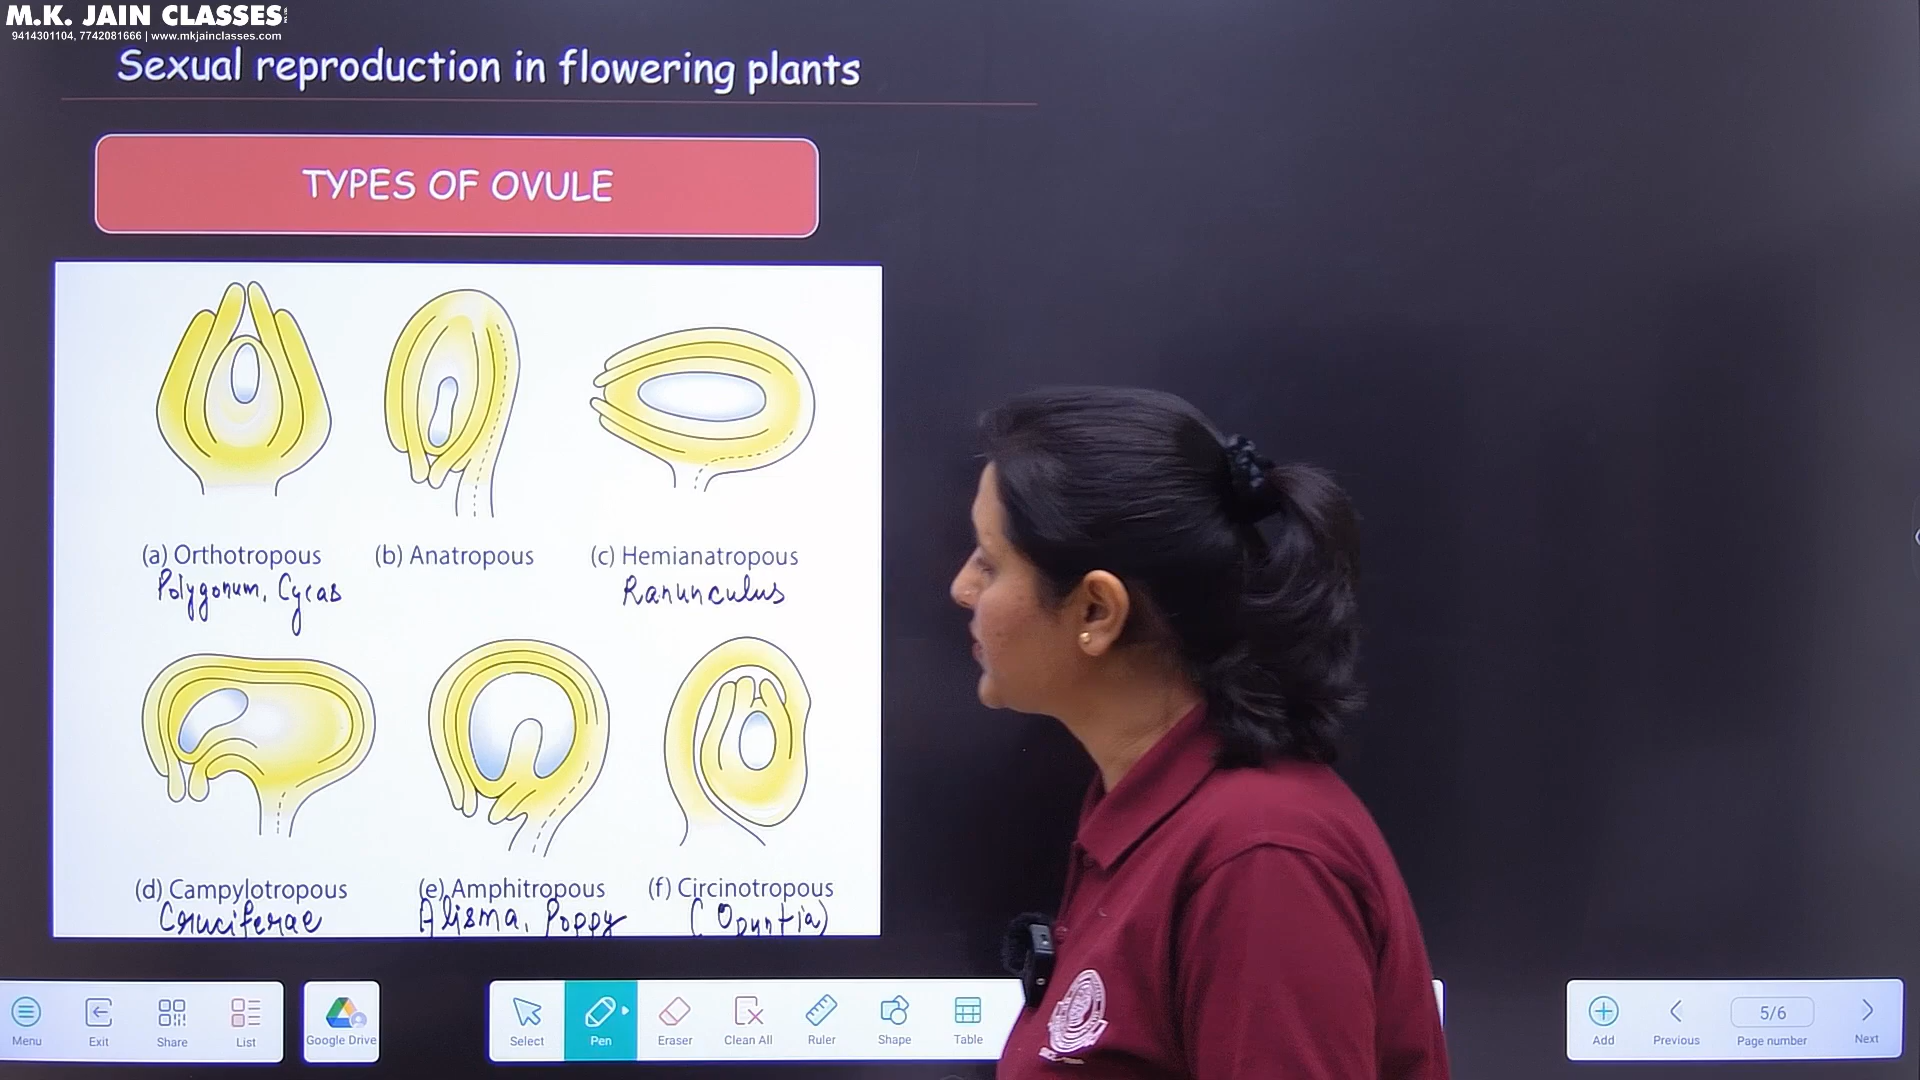 M.K. JAIN CLASSES
9414301104, 7742081666 | www.mkjainclasses.com
Sexual reproduction in flowering plants
TYPES OF OVULE
(a) Orthotropous (b) Anatropous (c) Hemianatropous
Polygonum, Cycas Ranunculus
(d) Campylotropous (e) Amphitropous (f) Circinotropous
Cruciferae Alisma, Poppy (Opuntia)
Menu Exit Share List Google Drive Select Pen Eraser Clean All Ruler Shape Table Add Previous 5/6 Page number Next